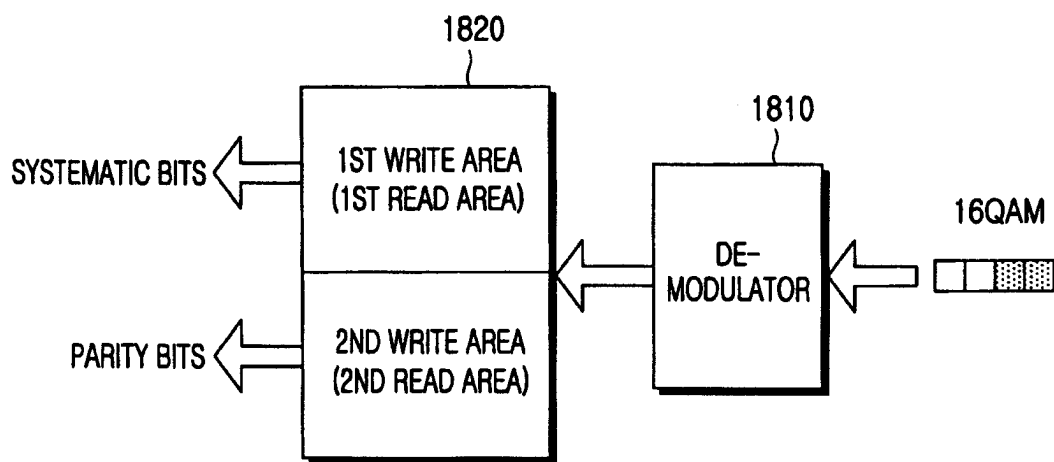 1820
1810
SYSTEMATIC BITS
1ST WRITE AREA
(1ST READ AREA)
16QAM
DE-
MODULATOR
PARITY BITS
2ND WRITE AREA
(2ND READ AREA)